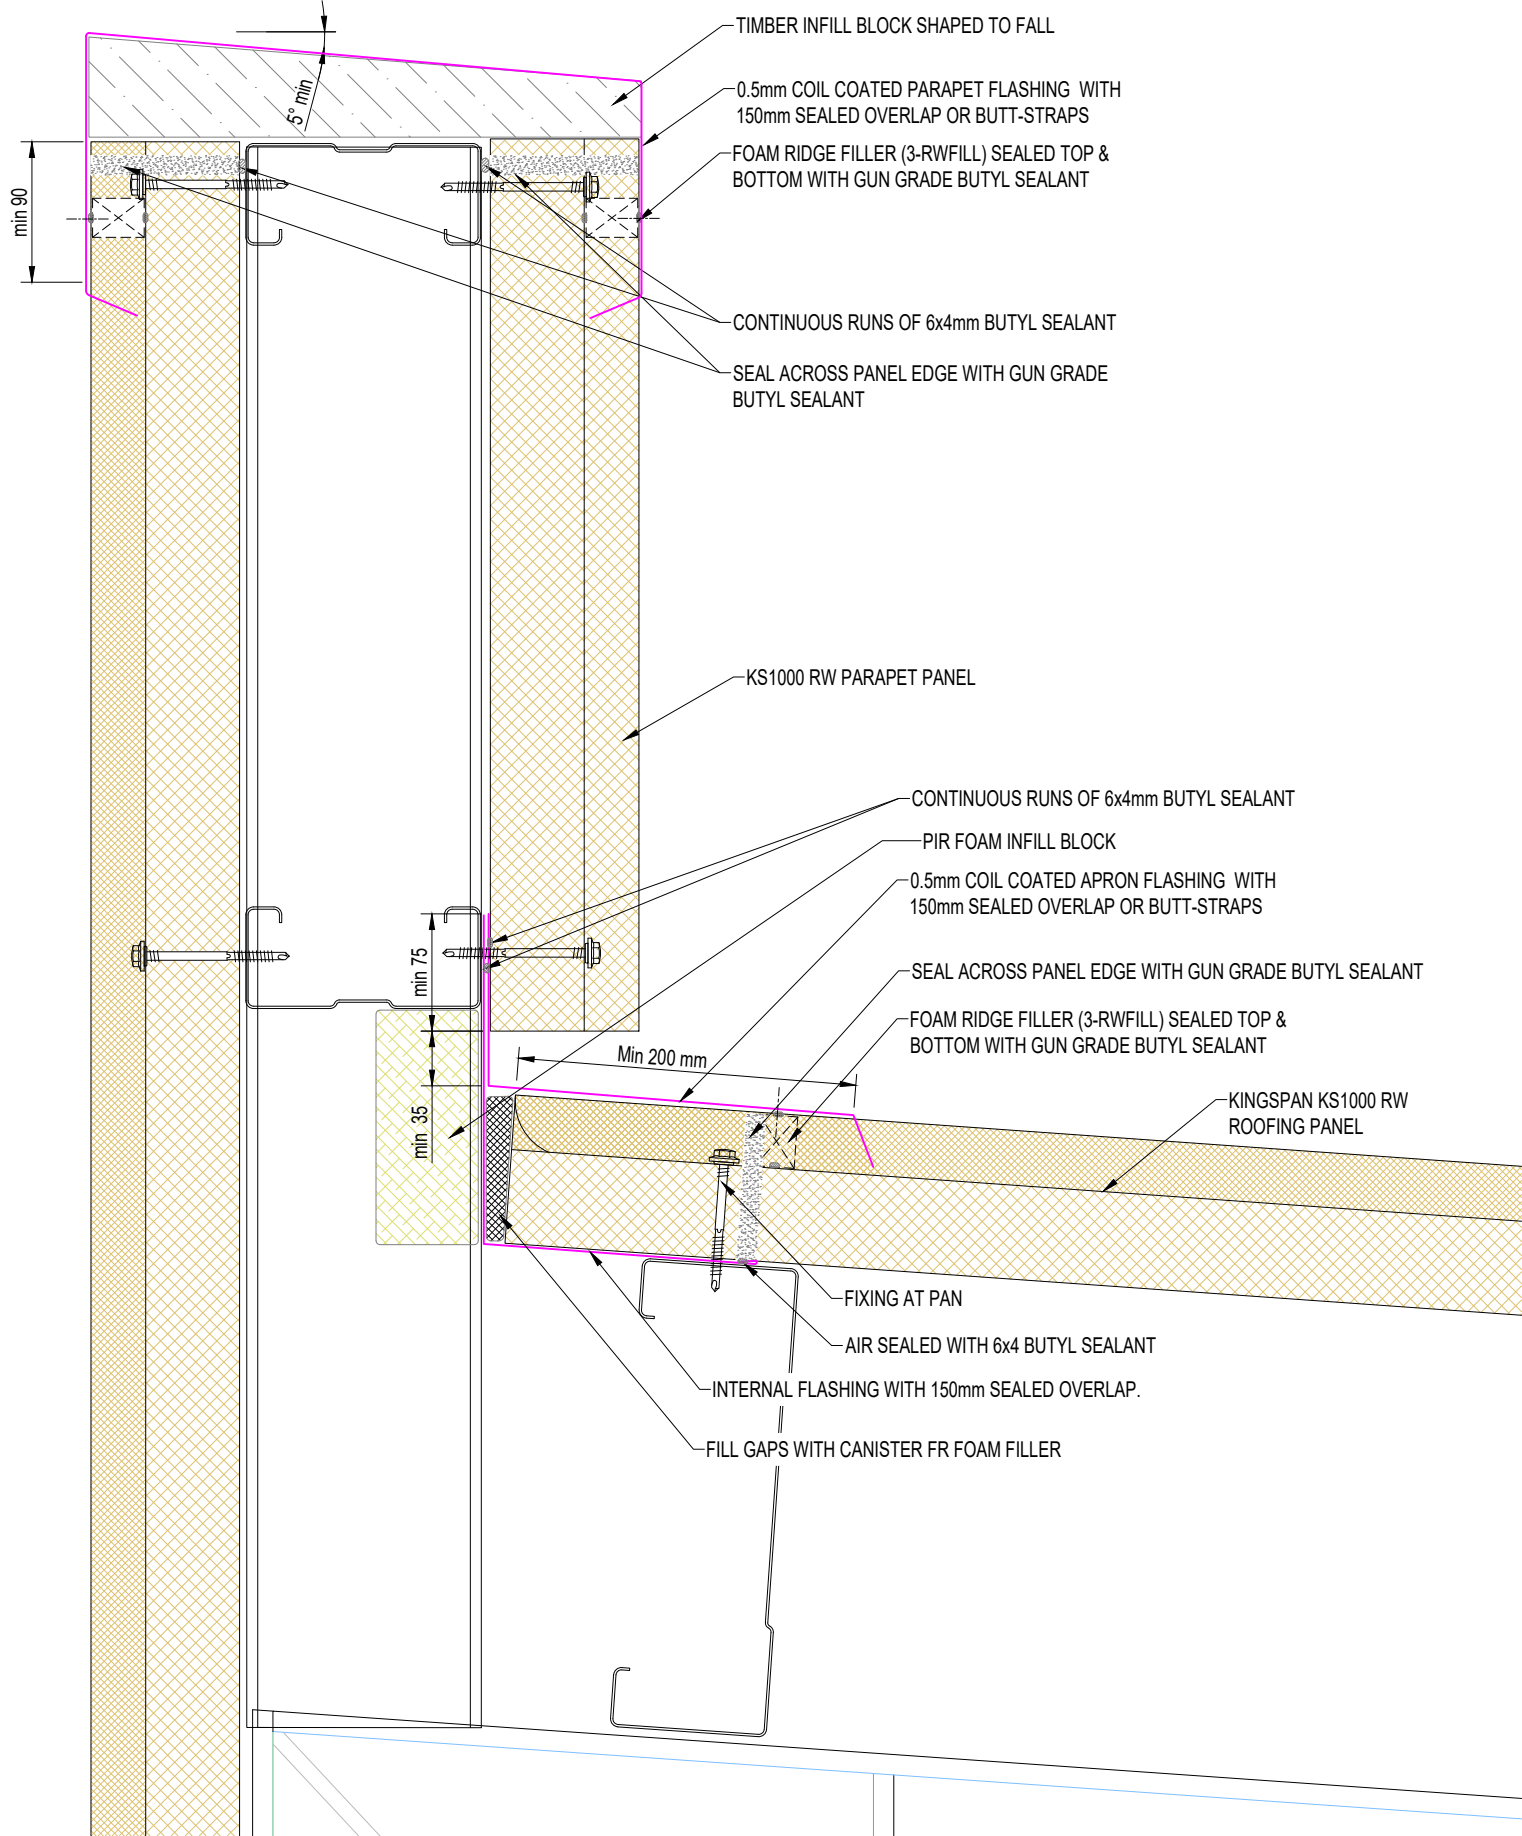 TIMBER INFILL BLOCK SHAPED TO FALL
0.5mm COIL COATED PARAPET FLASHING WITH
150mm SEALED OVERLAP OR BUTT-STRAPS
5° min
FOAM RIDGE FILLER (3-RWFILL) SEALED TOP &
BOTTOM WITH GUN GRADE BUTYL SEALANT
min 90
CONTINUOUS RUNS OF 6x4mm BUTYL SEALANT
SEAL ACROSS PANEL EDGE WITH GUN GRADE
BUTYL SEALANT
KS1000 RW PARAPET PANEL
CONTINUOUS RUNS OF 6x4mm BUTYL SEALANT
PIR FOAM INFILL BLOCK
0.5mm COIL COATED APRON FLASHING WITH
150mm SEALED OVERLAP OR BUTT-STRAPS
min 75
SEAL ACROSS PANEL EDGE WITH GUN GRADE BUTYL SEALANT
FOAM RIDGE FILLER (3-RWFILL) SEALED TOP &
BOTTOM WITH GUN GRADE BUTYL SEALANT
Min 200 mm
min 35
KINGSPAN KS1000 RW
ROOFING PANEL
FIXING AT PAN
AIR SEALED WITH 6x4 BUTYL SEALANT
INTERNAL FLASHING WITH 150mm SEALED OVERLAP.
FILL GAPS WITH CANISTER FR FOAM FILLER